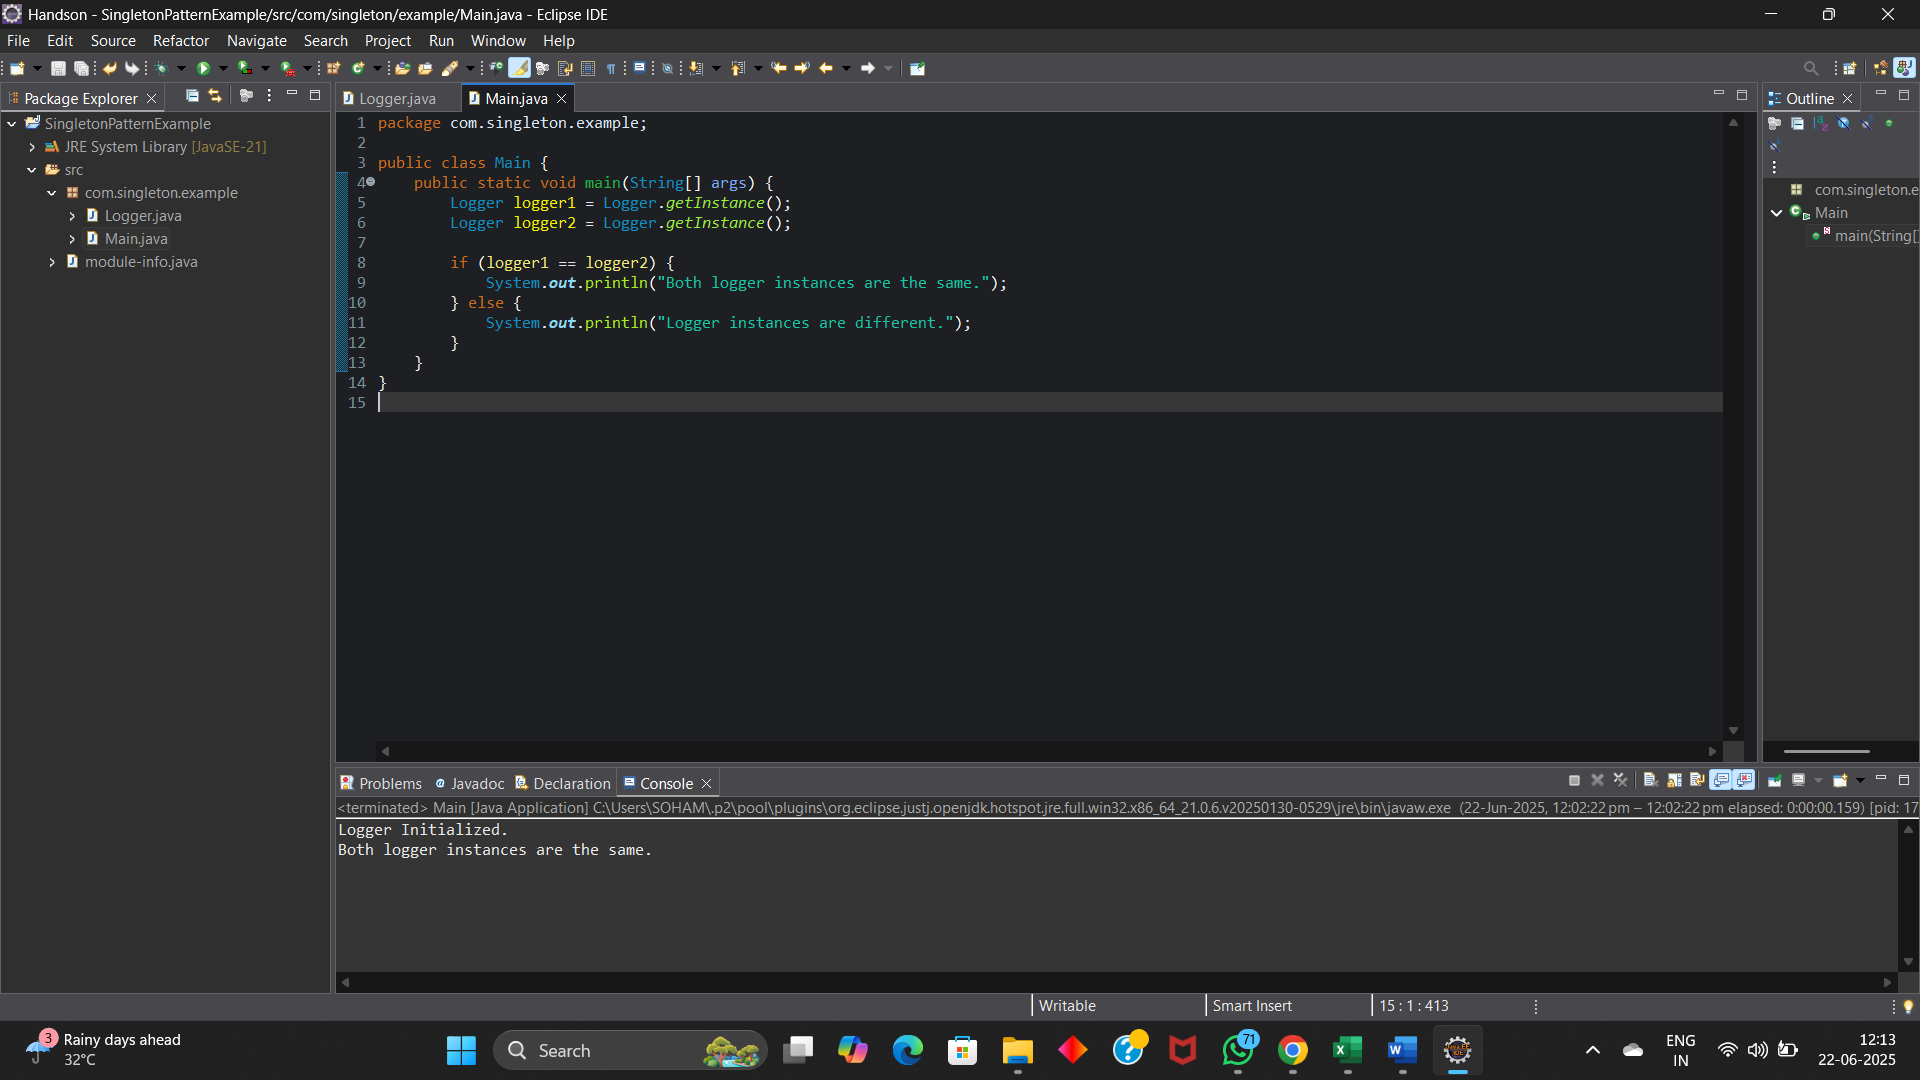 Handson - SingletonPatternExample/src/com/singleton/example/Main.java - Eclipse IDE
File Edit Source Refactor Navigate Search Project Run Window Help
Package Explorer
SingletonPatternExample
JRE System Library [JavaSE-21]
src
com.singleton.example
Logger.java
Main.java
module-info.java
Logger.java
Main.java
1 package com.singleton.example;
2
3 public class Main {
4 public static void main(String[] args) {
5 Logger logger1 = Logger.getInstance();
6 Logger logger2 = Logger.getInstance();
7
8 if (logger1 == logger2) {
9 System.out.println("Both logger instances are the same.");
10 } else {
11 System.out.println("Logger instances are different.");
12 }
13 }
14 }
15
Outline
com.singleton.e
Main
main(String[
Problems @ Javadoc Declaration Console
<terminated> Main [Java Application] C:\Users\SOHAM\.p2\pool\plugins\org.eclipse.justj.openjdk.hotspot.jre.full.win32.x86_64_21.0.6.v20250130-0529\jre\bin\javaw.exe (22-Jun-2025, 12:02:22 pm – 12:02:22 pm elapsed: 0:00:00.159) [pid: 17
Logger Initialized.
Both logger instances are the same.
Writable
Smart Insert
15 : 1 : 413
3
Rainy days ahead
32°C
Search
71
ENG
IN
12:13
22-06-2025